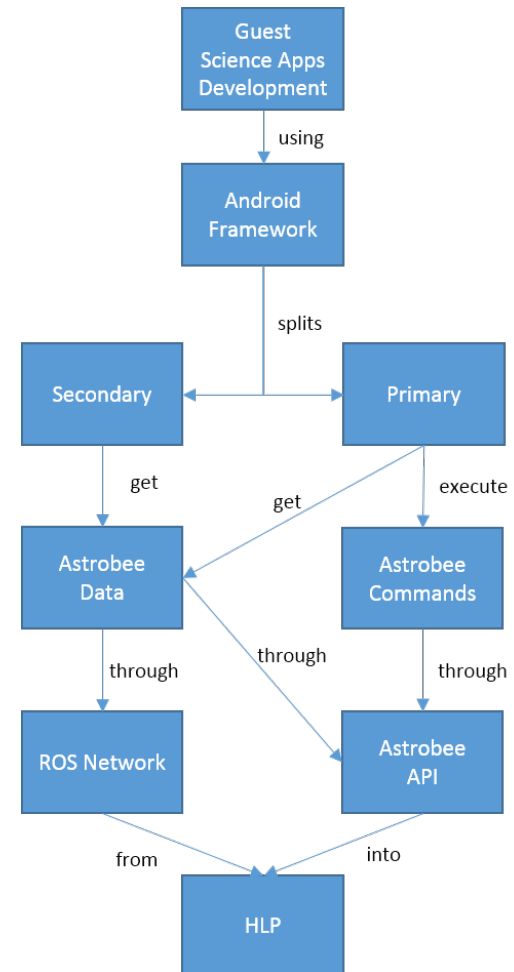 Guest
Science Apps
Development
using
Android
Framework
splits
Secondary
Primary
get
get
execute
Astrobee
Data
Astrobee
Commands
through
through
through
ROS Network
Astrobee
API
from
into
HLP